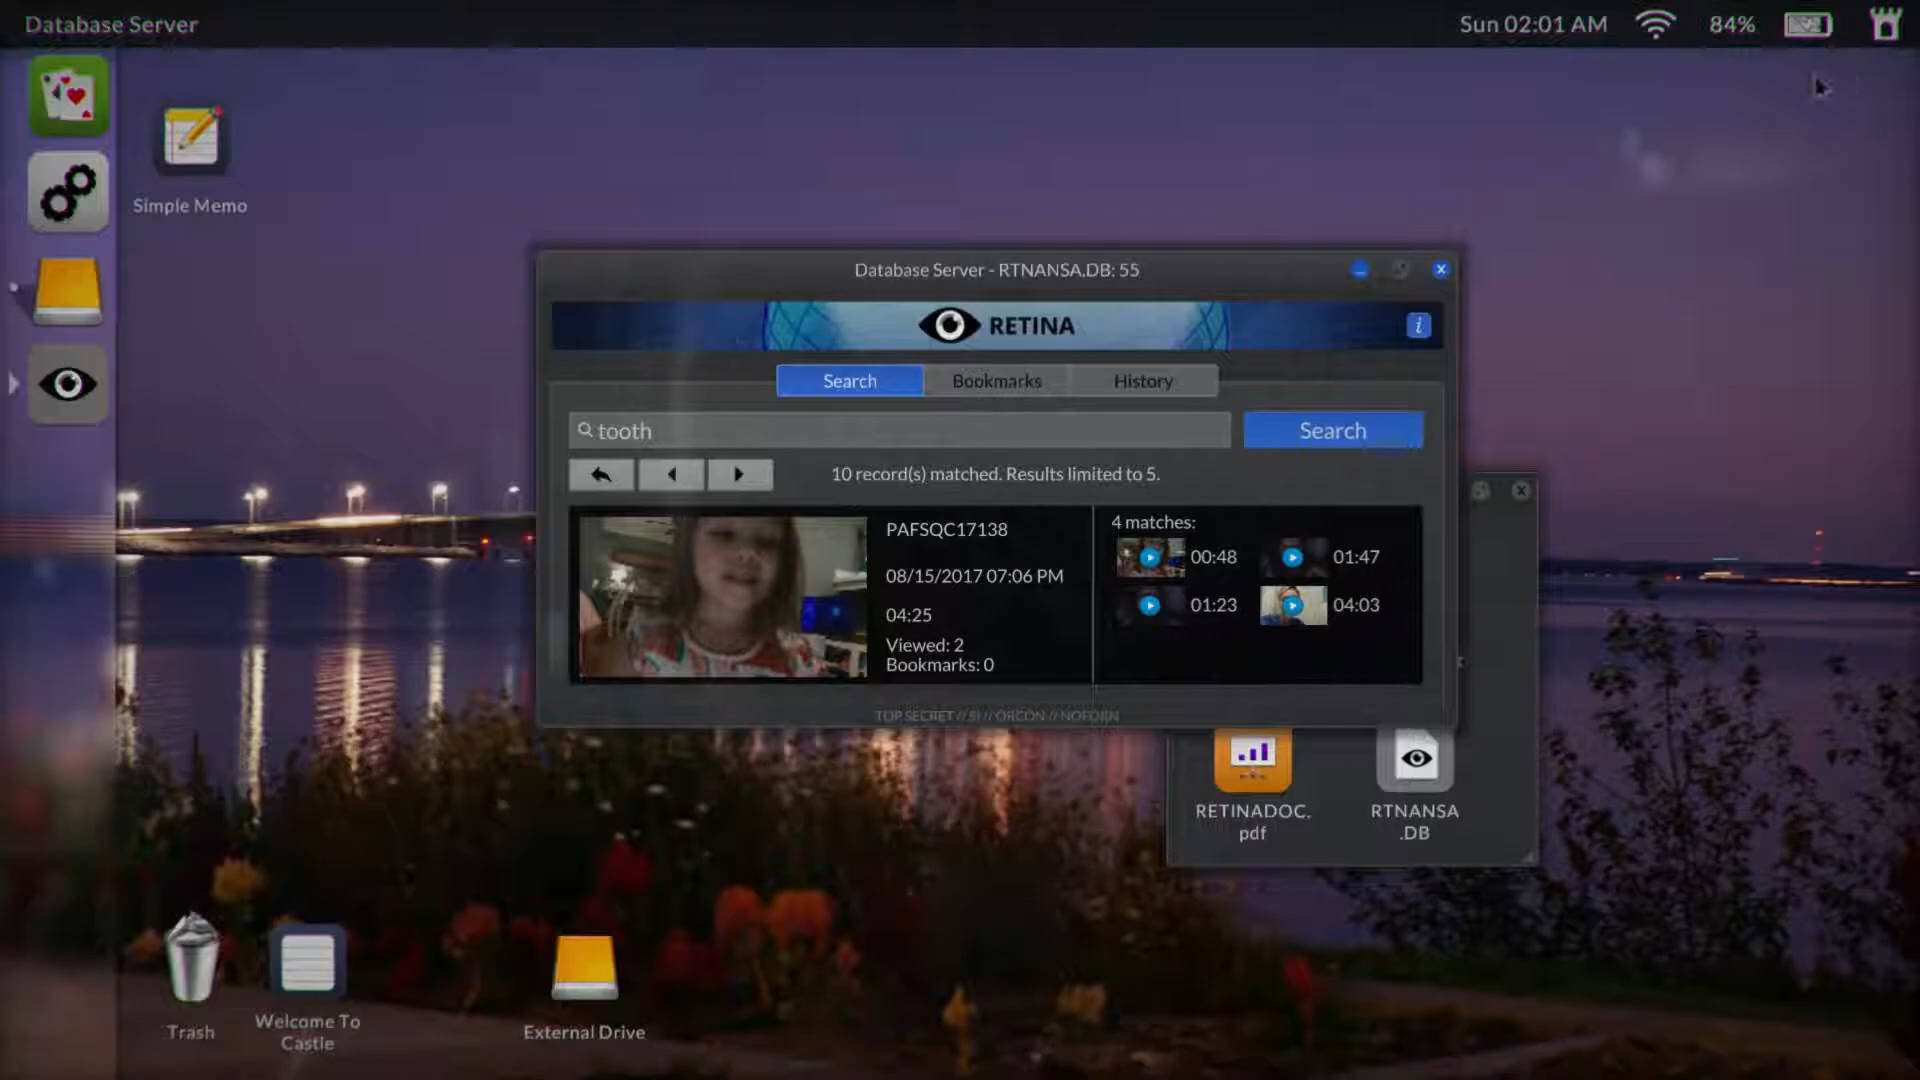 Database Server
Sun 02:01 AM
84%
Simple Memo
Database Server - RTNANSA.DB: 55
RETINA
i
Search
Bookmarks
History
tooth
Search
10 record(s) matched. Results limited to 5.
PAFSQC17138
08/15/2017 07:06 PM
04:25
Viewed: 2
Bookmarks: 0
4 matches:
00:48
01:47
01:23
04:03
TOP SECRET // SI // ORCON // NOFORN
RETINADOC.
pdf
RTNANSA
.DB
Trash
Welcome To
Castle
External Drive